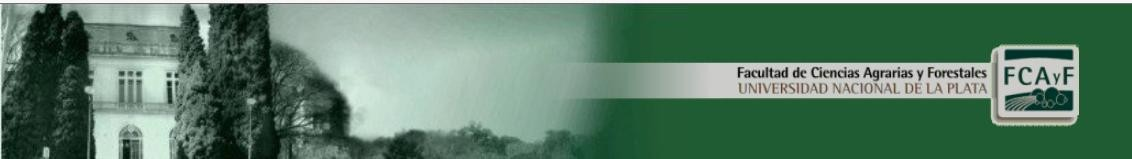 Facultad de Ciencias Agrarias y Forestales
UNIVERSIDAD NACIONAL DE LA PLATA
FCAyF